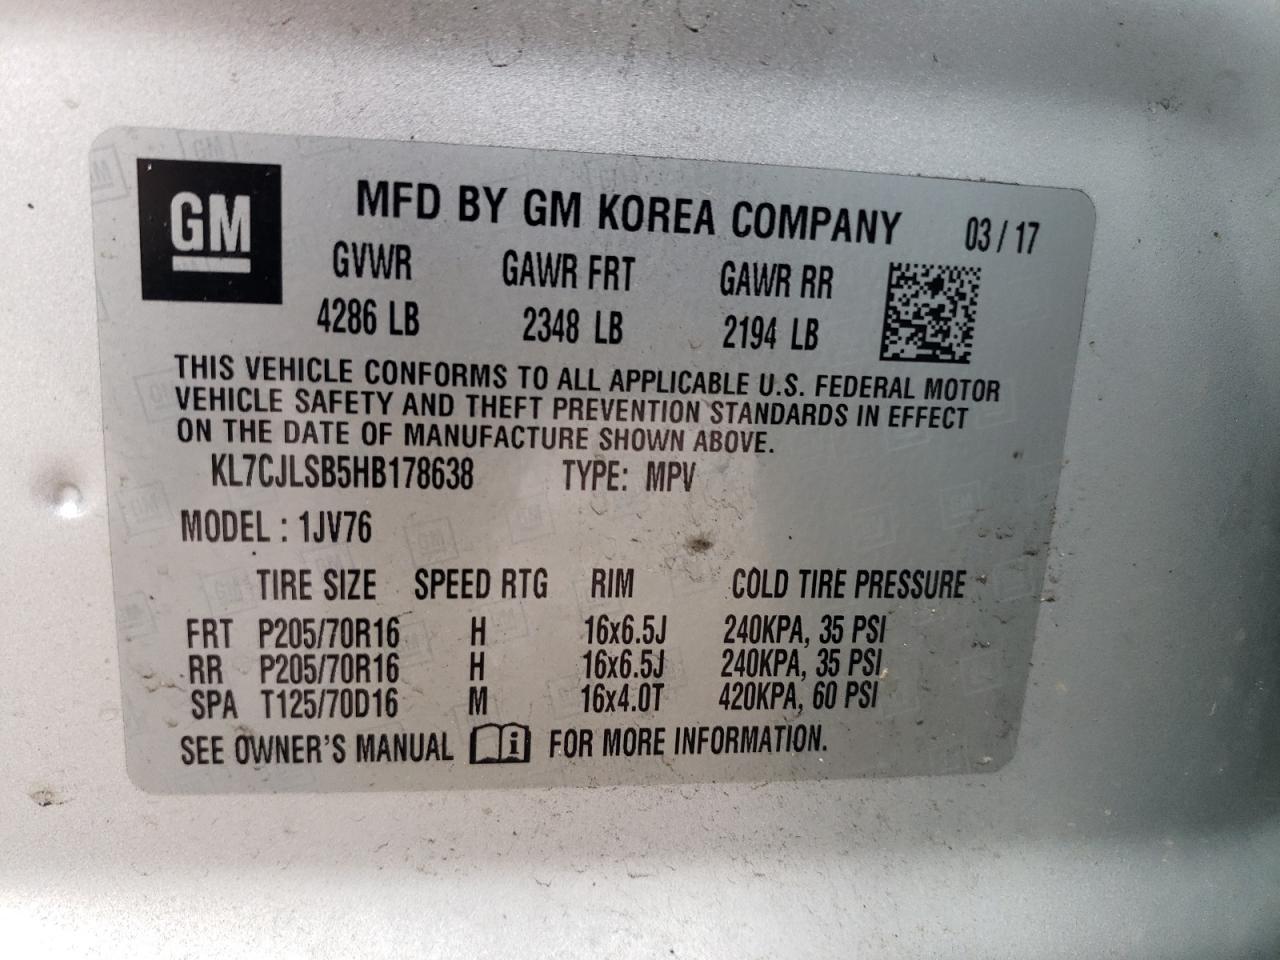 GM
MFD BY GM KOREA COMPANY 03 / 17
GVWR GAWR FRT GAWR RR
4286 LB 2348 LB 2194 LB
THIS VEHICLE CONFORMS TO ALL APPLICABLE U.S. FEDERAL MOTOR
VEHICLE SAFETY AND THEFT PREVENTION STANDARDS IN EFFECT
ON THE DATE OF MANUFACTURE SHOWN ABOVE.
KL7CJLSB5HB178638 TYPE: MPV
MODEL : 1JV76
TIRE SIZE SPEED RTG RIM COLD TIRE PRESSURE
FRT P205/70R16 H 16x6.5J 240KPA, 35 PSI
RR P205/70R16 H 16x6.5J 240KPA, 35 PSI
SPA T125/70D16 M 16x4.0T 420KPA, 60 PSI
SEE OWNER'S MANUAL i FOR MORE INFORMATION.